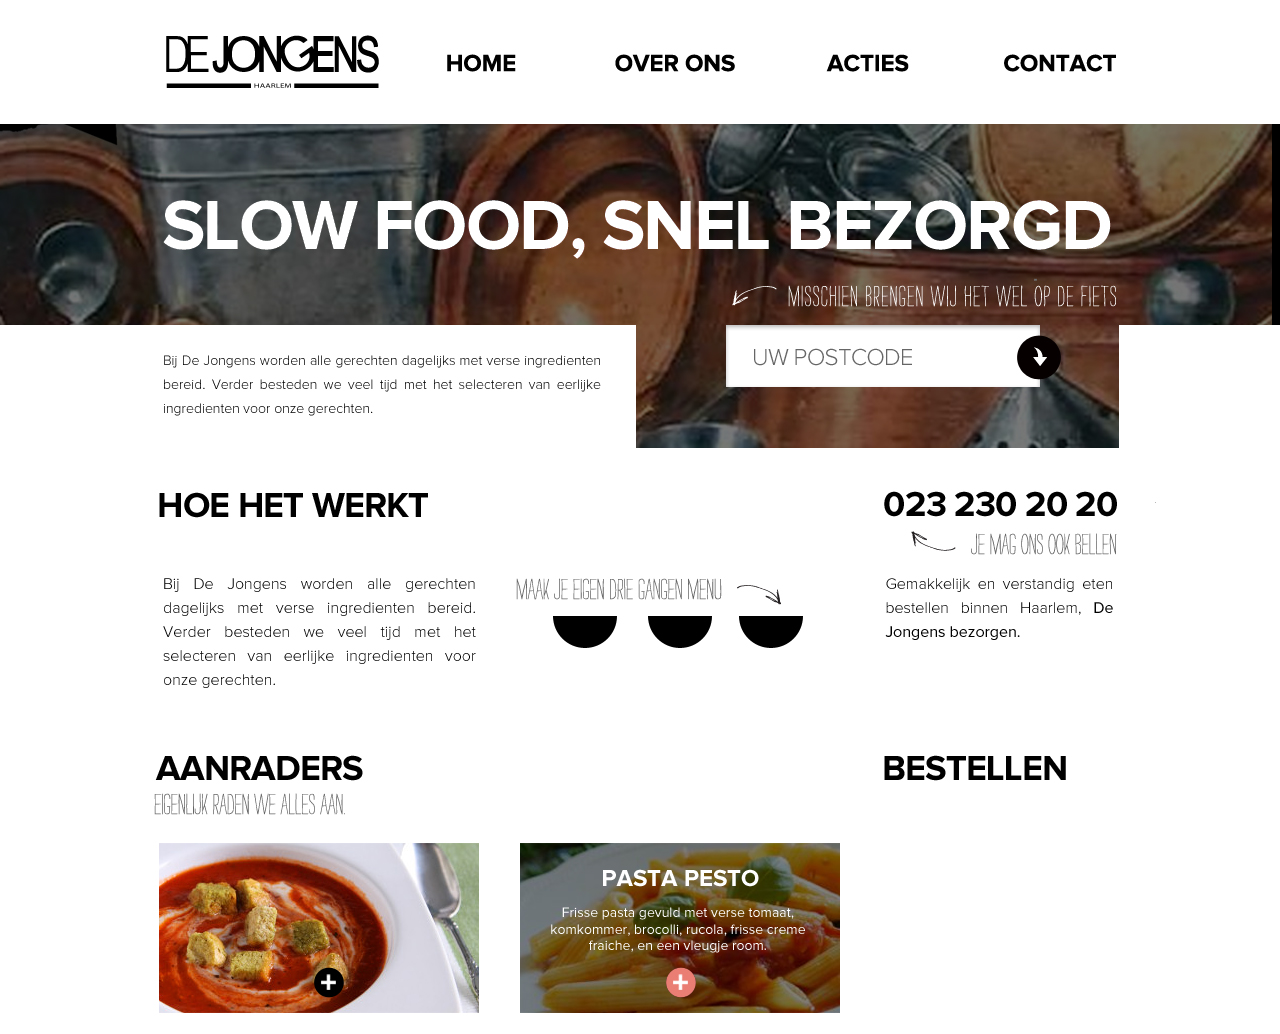 DE JONGENS
HAARLEM
HOME OVER ONS ACTIES CONTACT
SLOW FOOD, SNEL BEZORGD
MISSCHIEN BRENGEN WIJ HET WEL OP DE FIETS
UW POSTCODE
Bij De Jongens worden alle gerechten dagelijks met verse ingredienten
bereid. Verder besteden we veel tijd met het selecteren van eerlijke
ingredienten voor onze gerechten.
HOE HET WERKT
023 230 20 20
JE MAG ONS OOK BELLEN
Bij De Jongens worden alle gerechten
dagelijks met verse ingredienten bereid.
Verder besteden we veel tijd met het
selecteren van eerlijke ingredienten voor
onze gerechten.
MAAK JE EIGEN DRIE GANGEN MENU
Gemakkelijk en verstandig eten
bestellen binnen Haarlem, De
Jongens bezorgen.
AANRADERS
EIGENLIJK RADEN WE ALLES AAN.
BESTELLEN
PASTA PESTO
Frisse pasta gevuld met verse tomaat,
komkommer, brocolli, rucola, frisse creme
fraiche, en een vleugje room.